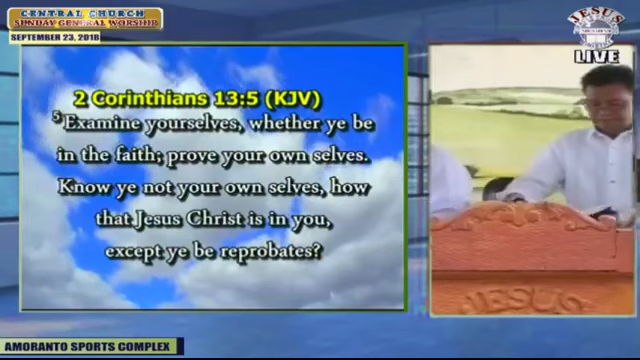 CENTRAL CHURCH
SUNDAY GENERAL WORSHIP
SEPTEMBER 23, 2018
JESUS
LIVE
2 Corinthians 13:5 (KJV)
5 Examine yourselves, whether ye be
in the faith; prove your own selves.
Know ye not your own selves, how
that Jesus Christ is in you,
except ye be reprobates?
JESUS
AMORANTO SPORTS COMPLEX